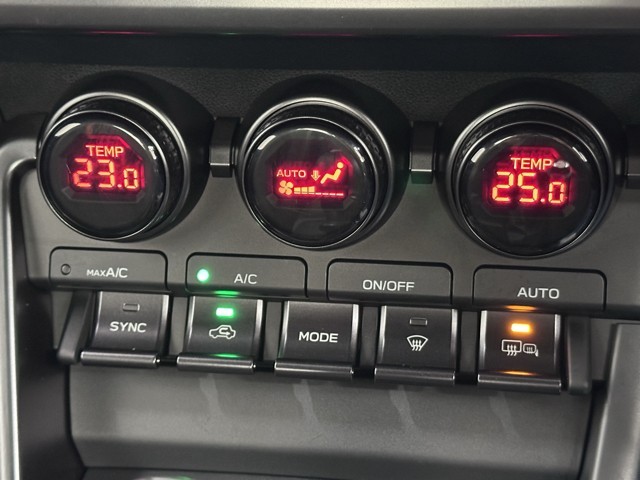 TEMP
23.0
AUTO
TEMP
25.0
MAX A/C
A/C
ON/OFF
AUTO
SYNC
MODE